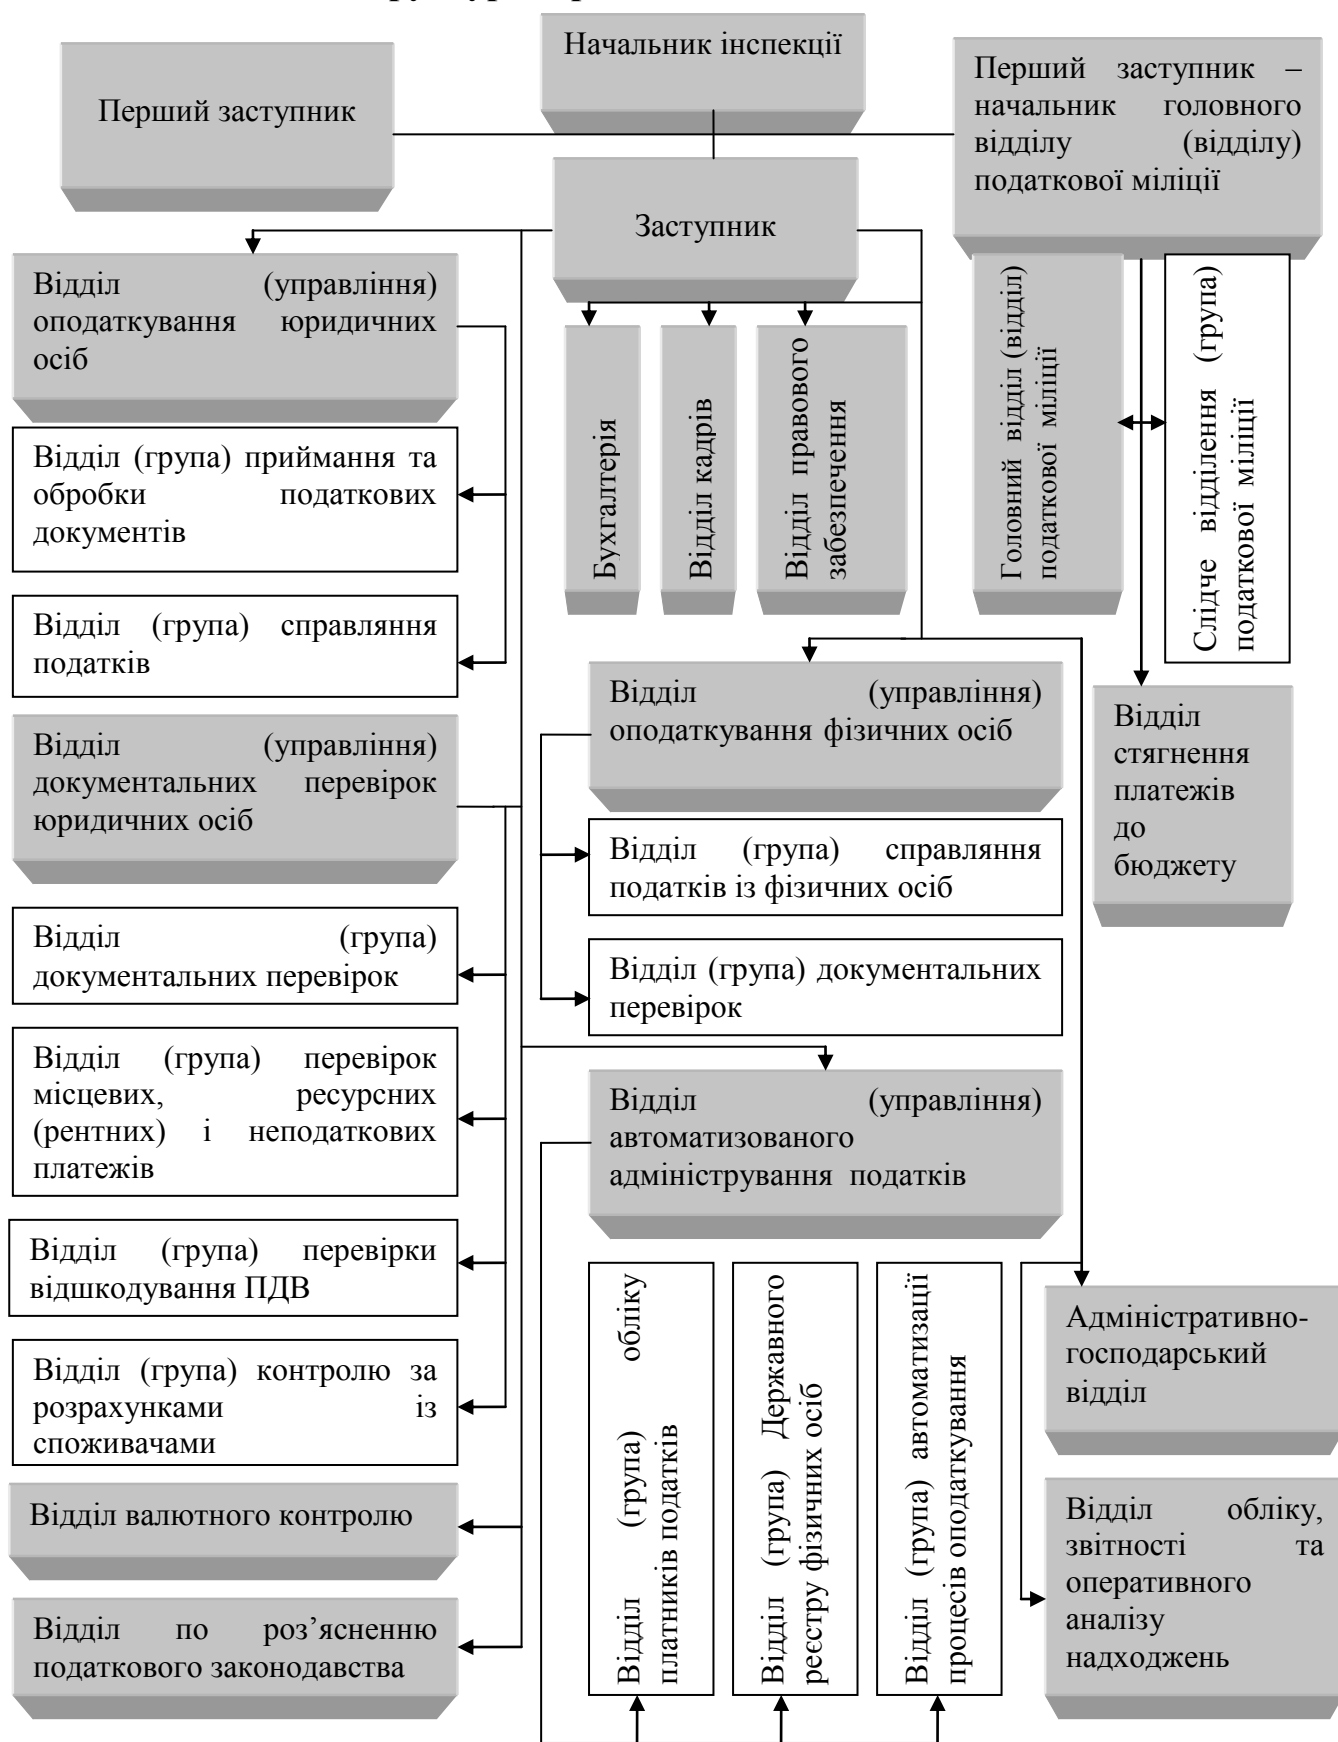 Начальник інспекції
Перший заступник
Перший заступник –
начальник головного
відділу (відділу)
податкової міліції
Заступник
Відділ (управління)
оподаткування юридичних
осіб
Відділ (група) приймання та
обробки податкових
документів
Відділ (група) справляння
податків
Відділ (управління)
документальних перевірок
юридичних осіб
Відділ (група)
документальних перевірок
Відділ (група) перевірок
місцевих, ресурсних
(рентних) і неподаткових
платежів
Відділ (група) перевірки
відшкодування ПДВ
Відділ (група) контролю за
розрахунками із
споживачами
Відділ валютного контролю
Відділ по роз’ясненню
податкового законодавства
Бухгалтерія
Відділ кадрів
Відділ правового
забезпечення
Головний відділ (відділ)
податкової міліції
Слідче відділення (група)
податкової міліції
Відділ (управління)
оподаткування фізичних осіб
Відділ (група) справляння
податків із фізичних осіб
Відділ (група) документальних
перевірок
Відділ
стягнення
платежів
до
бюджету
Відділ (управління)
автоматизованого
адміністрування податків
Відділ (група) обліку
платників податків
Відділ (група) Державного
реєстру фізичних осіб
Відділ (група) автоматизації
процесів оподаткування
Адміністративно-
господарський
відділ
Відділ обліку,
звітності та
оперативного
аналізу
надходжень